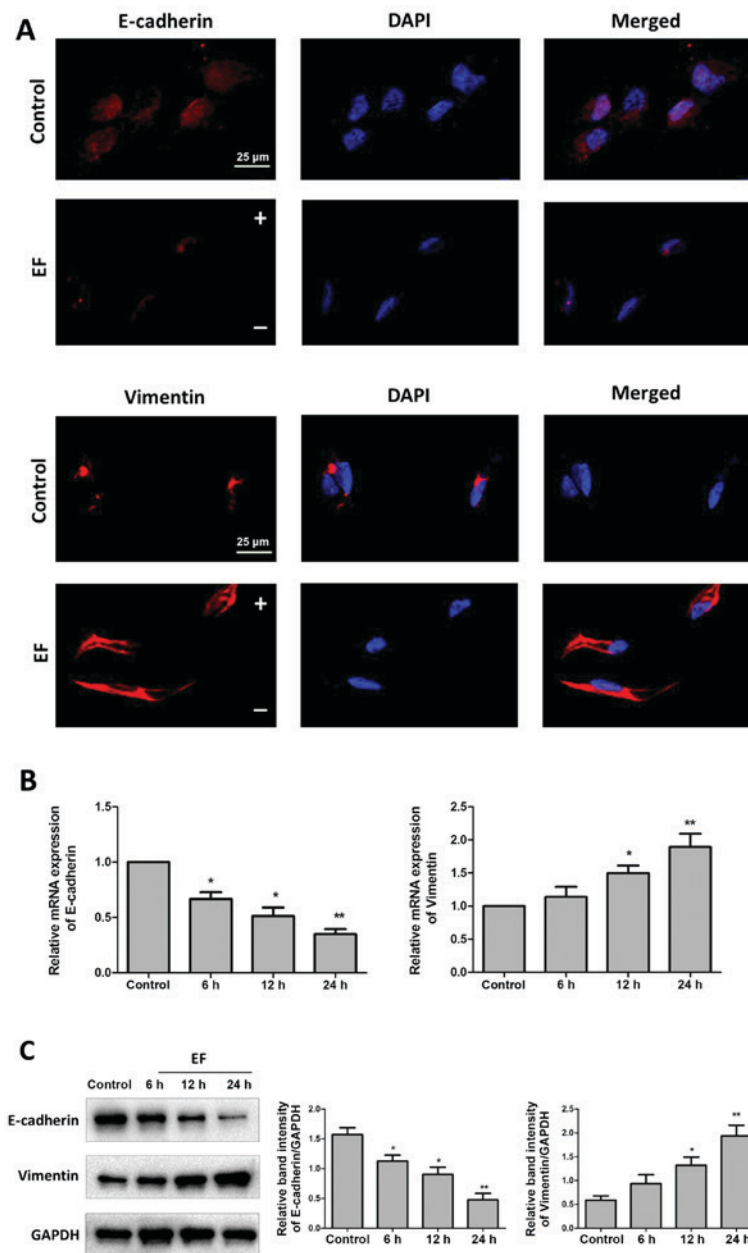 A
E-cadherin DAPI Merged
Control
25 µm
EF
+
−
Vimentin DAPI Merged
Control
25 µm
EF
+
−
B
Relative mRNA expression
of E-cadherin
1.5
1.0
0.5
0.0
* * **
Control 6 h 12 h 24 h
Relative mRNA expression
of Vimentin
2.5
2.0
1.5
1.0
0.5
0.0
* **
Control 6 h 12 h 24 h
C
EF
Control 6 h 12 h 24 h
E-cadherin
Vimentin
GAPDH
Relative band intensity
of E-cadherin/GAPDH
2.0
1.5
1.0
0.5
0.0
* * **
Control 6 h 12 h 24 h
Relative band intensity
of Vimentin/GAPDH
2.5
2.0
1.5
1.0
0.5
0.0
* **
Control 6 h 12 h 24 h